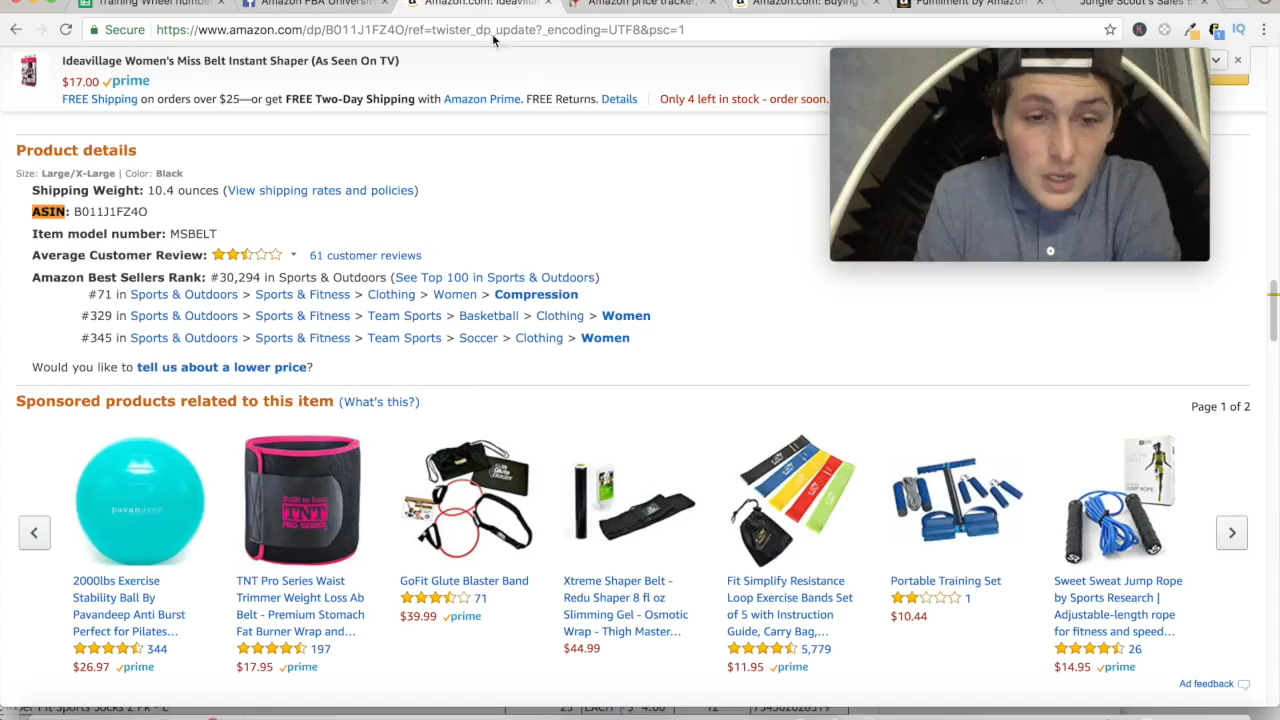 Training Wheel number
Amazon FBA University
Amazon.com: Ideavillag
Amazon price tracker,
Amazon.com: Buying C
Fulfillment by Amazon
Jungle Scout's Sales E
Secure https://www.amazon.com/dp/B011J1FZ4O/ref=twister_dp_update?_encoding=UTF8&psc=1
Ideavillage Women's Miss Belt Instant Shaper (As Seen On TV)
$17.00 prime
FREE Shipping on orders over $25—or get FREE Two-Day Shipping with Amazon Prime. FREE Returns. Details
Only 4 left in stock - order soon.
Product details
Size: Large/X-Large | Color: Black
Shipping Weight: 10.4 ounces (View shipping rates and policies)
ASIN: B011J1FZ4O
Item model number: MSBELT
Average Customer Review: 61 customer reviews
Amazon Best Sellers Rank: #30,294 in Sports & Outdoors (See Top 100 in Sports & Outdoors)
#71 in Sports & Outdoors > Sports & Fitness > Clothing > Women > Compression
#329 in Sports & Outdoors > Sports & Fitness > Team Sports > Basketball > Clothing > Women
#345 in Sports & Outdoors > Sports & Fitness > Team Sports > Soccer > Clothing > Women
Would you like to tell us about a lower price?
Sponsored products related to this item (What's this?)
Page 1 of 2
pavandeep
Built to Last
TNT
PRO SERIES
2000lbs Exercise
Stability Ball By
Pavandeep Anti Burst
Perfect for Pilates...
344
$26.97 prime
TNT Pro Series Waist
Trimmer Weight Loss Ab
Belt - Premium Stomach
Fat Burner Wrap and...
197
$17.95 prime
GoFit Glute Blaster Band
71
$39.99 prime
Xtreme Shaper Belt -
Redu Shaper 8 fl oz
Slimming Gel - Osmotic
Wrap - Thigh Master...
$44.99
Fit Simplify Resistance
Loop Exercise Bands Set
of 5 with Instruction
Guide, Carry Bag,...
5,779
$11.95 prime
Portable Training Set
1
$10.44
Sweet Sweat Jump Rope
by Sports Research |
Adjustable-length rope
for fitness and speed...
26
$14.95 prime
Ad feedback